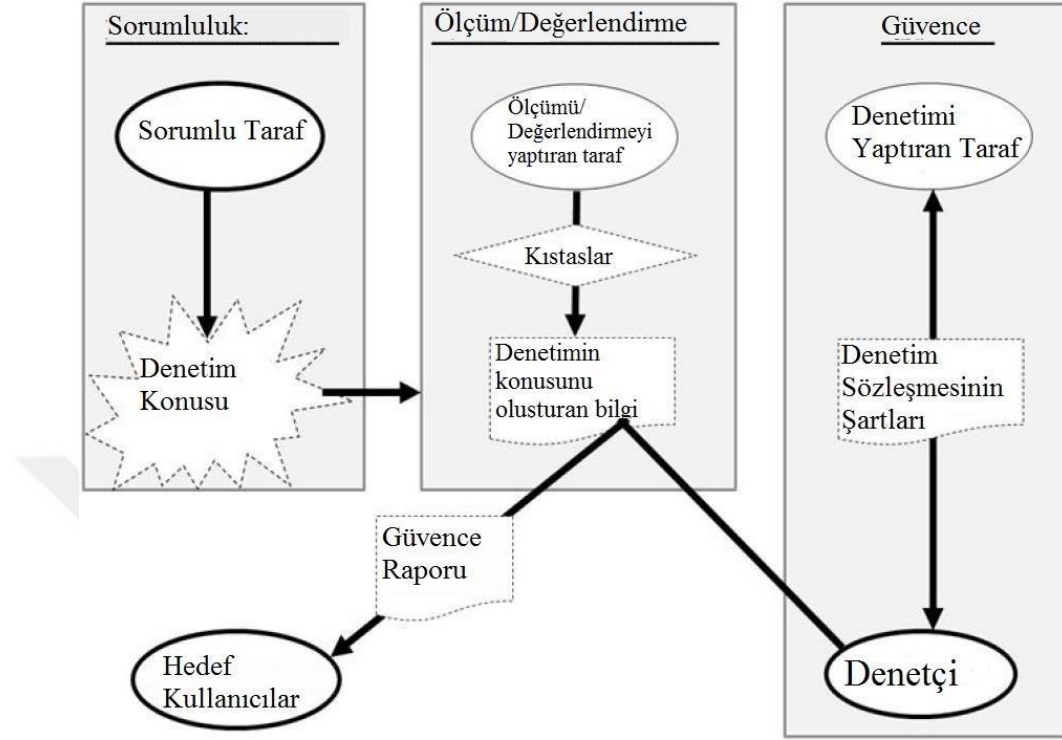 Sorumluluk:
Sorumlu Taraf
Denetim
Konusu
Ölçüm/Değerlendirme
Ölçümü/
Değerlendirmeyi
yaptıran taraf
Kıstaslar
Denetimin
konusunu
olusturan bilgi
Güvence
Denetimi
Yaptıran Taraf
Denetim
Sözleşmesinin
Şartları
Denetçi
Güvence
Raporu
Hedef
Kullanıcılar